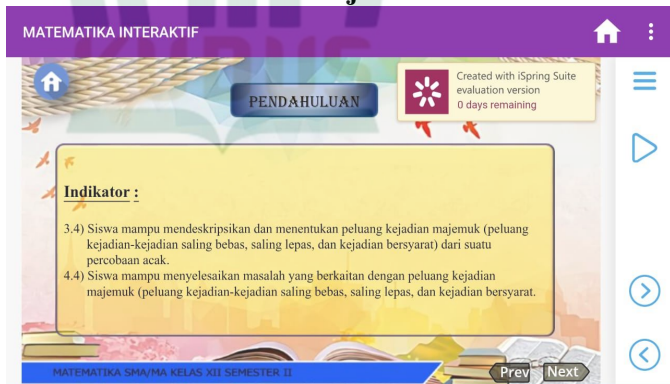 MATEMATIKA INTERAKTIF
Created with iSpring Suite
evaluation version
0 days remaining
PENDAHULUAN
Indikator :
3.4) Siswa mampu mendeskripsikan dan menentukan peluang kejadian majemuk (peluang
kejadian-kejadian saling bebas, saling lepas, dan kejadian bersyarat) dari suatu
percobaan acak.
4.4) Siswa mampu menyelesaikan masalah yang berkaitan dengan peluang kejadian
majemuk (peluang kejadian-kejadian saling bebas, saling lepas, dan kejadian bersyarat.
MATEMATIKA SMA/MA KELAS XII SEMESTER II
Prev
Next